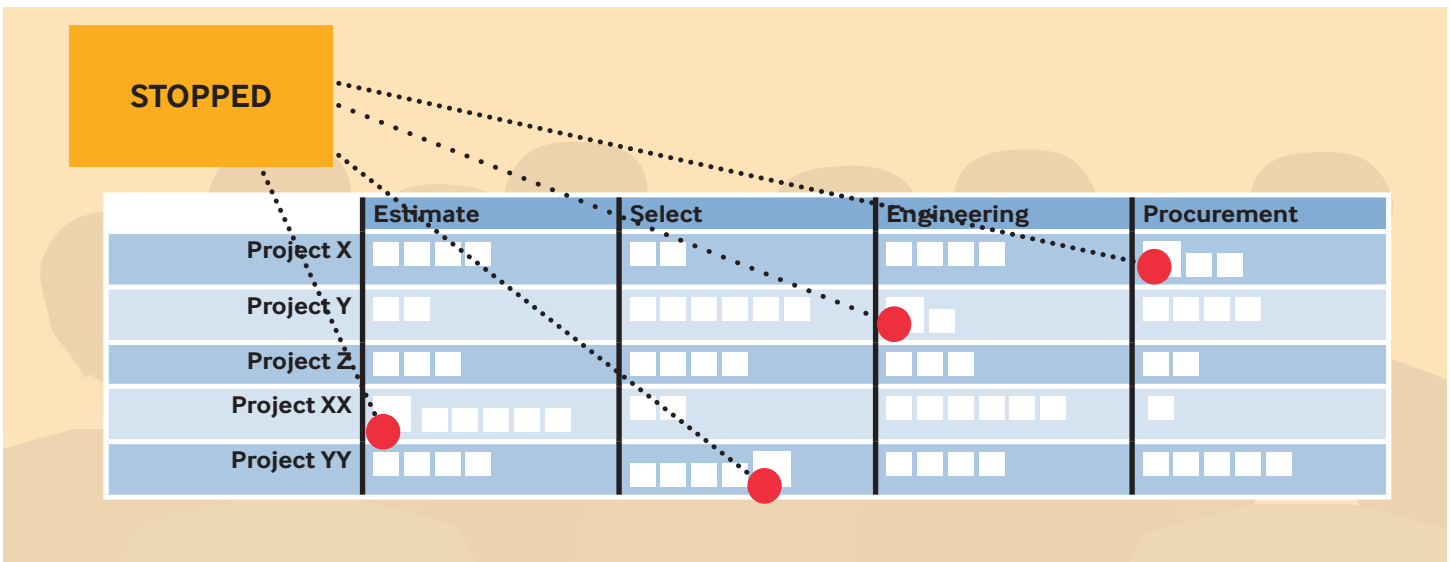 STOPPED
Estimate Select Engineering Procurement
Project X
Project Y
Project Z
Project XX
Project YY